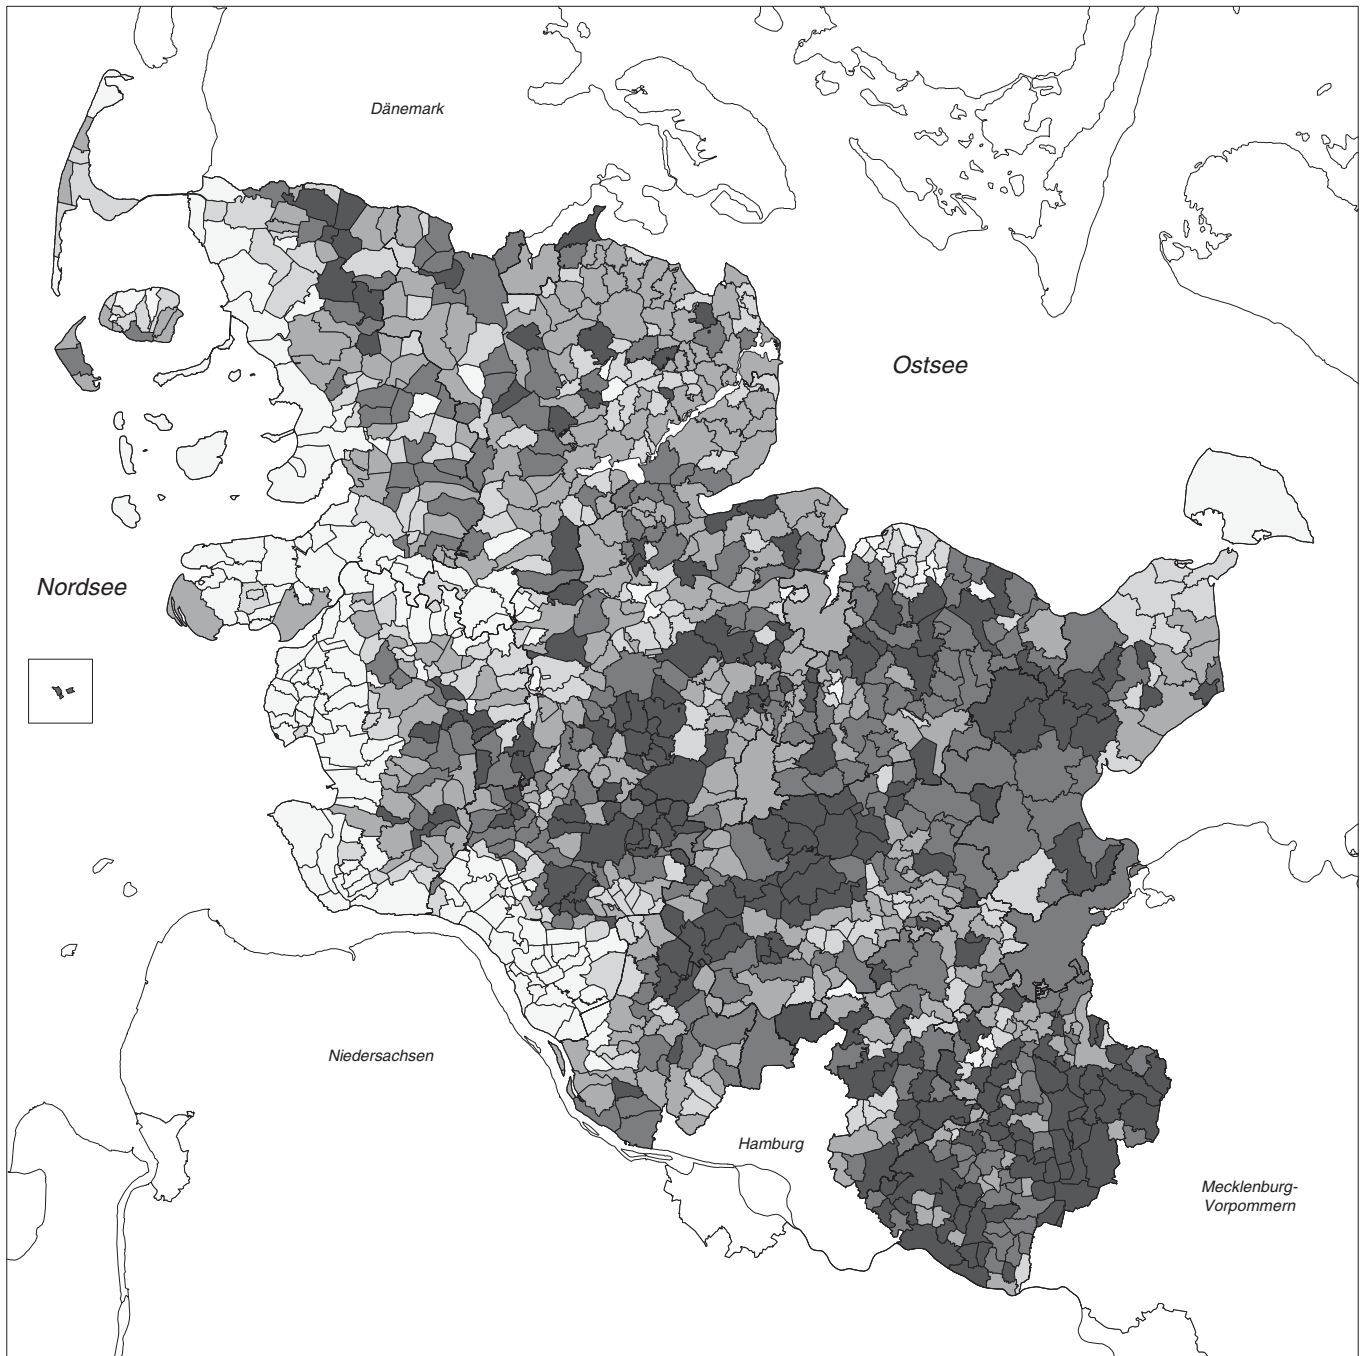 Dänemark
Ostsee
Nordsee
Niedersachsen
Hamburg
Mecklenburg-
Vorpommern